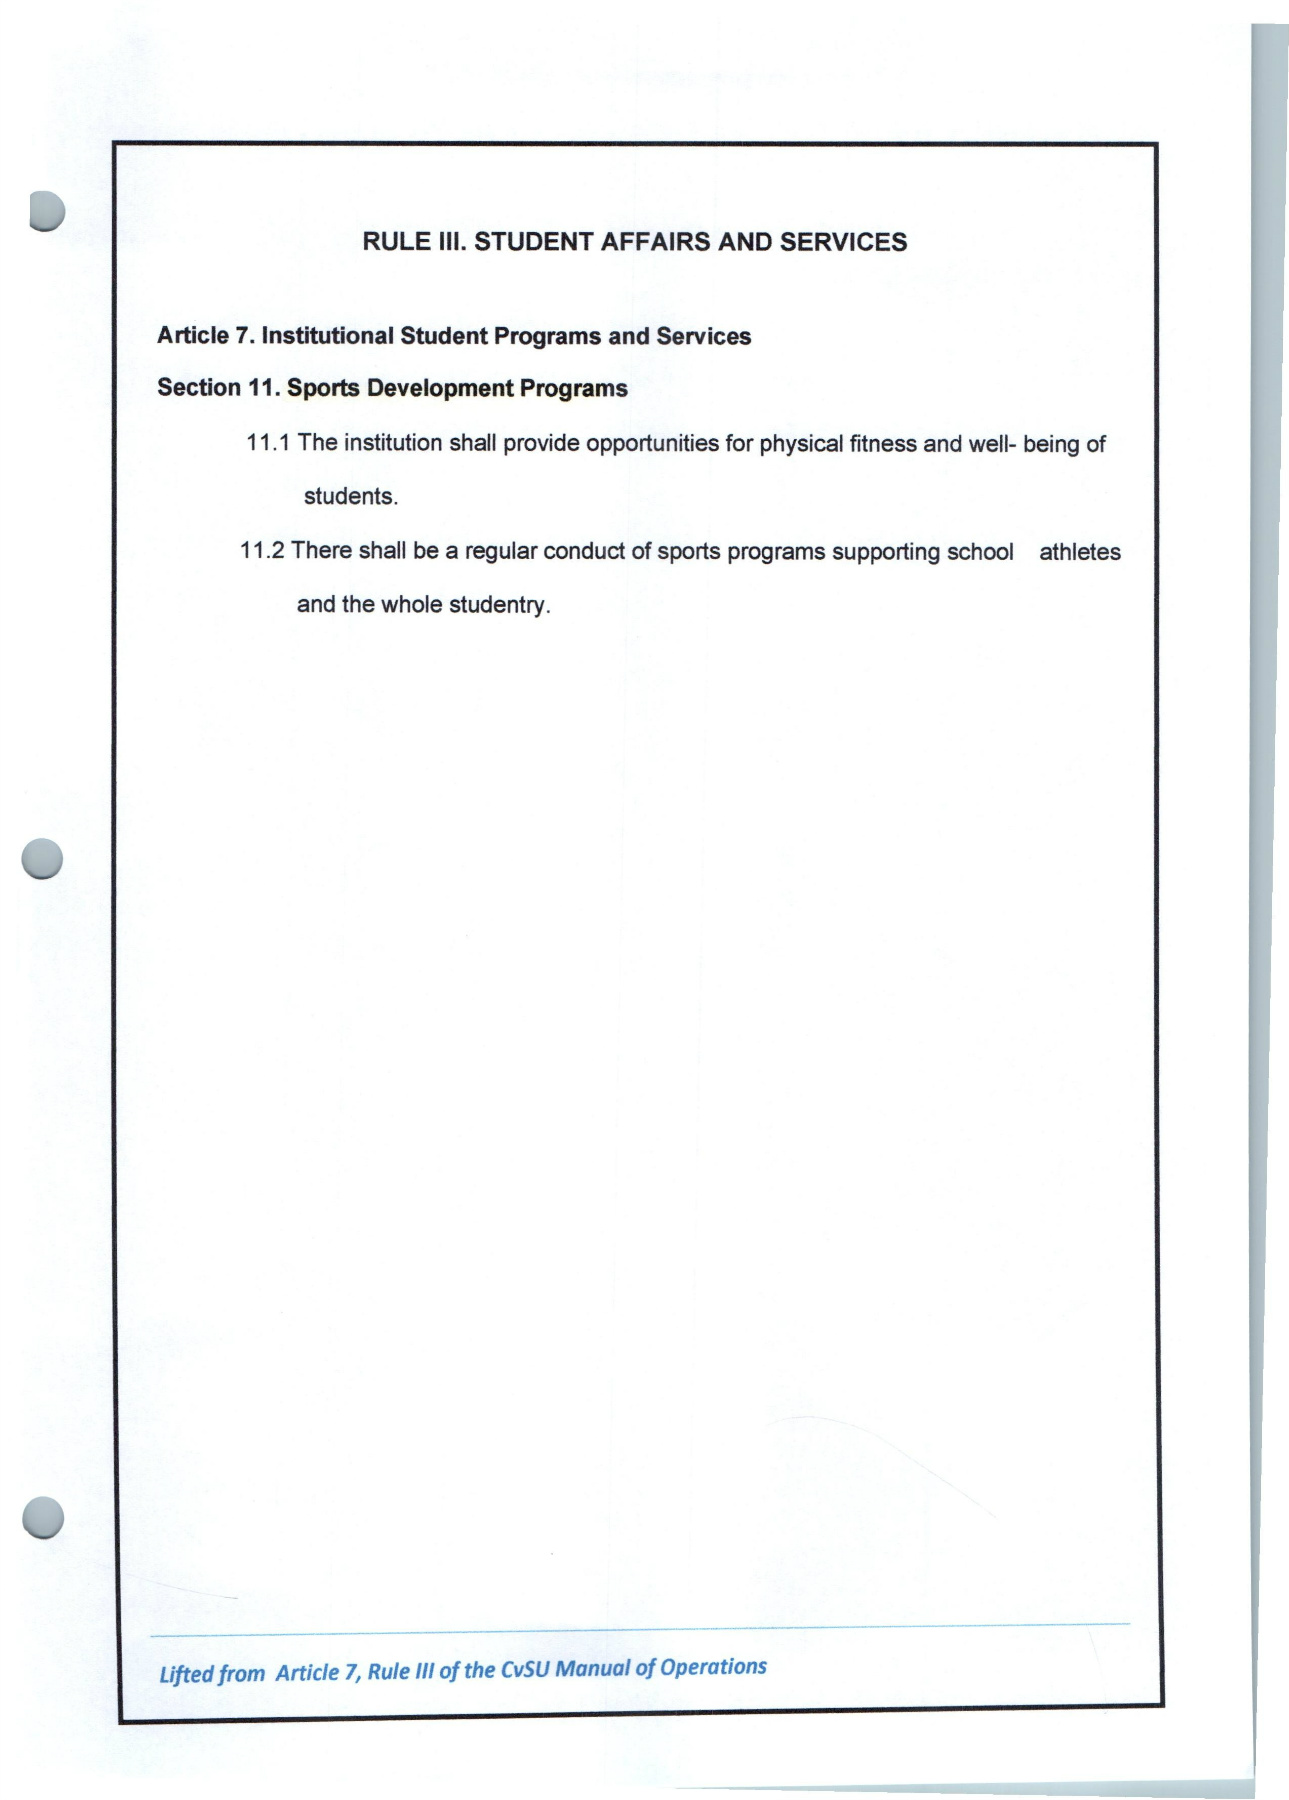 RULE III. STUDENT AFFAIRS AND SERVICES
Article 7. Institutional Student Programs and Services
Section 11. Sports Development Programs
11.1 The institution shall provide opportunities for physical fitness and well- being of
students.
11.2 There shall be a regular conduct of sports programs supporting school athletes
and the whole studentry.
Lifted from Article 7, Rule III of the CvSU Manual of Operations